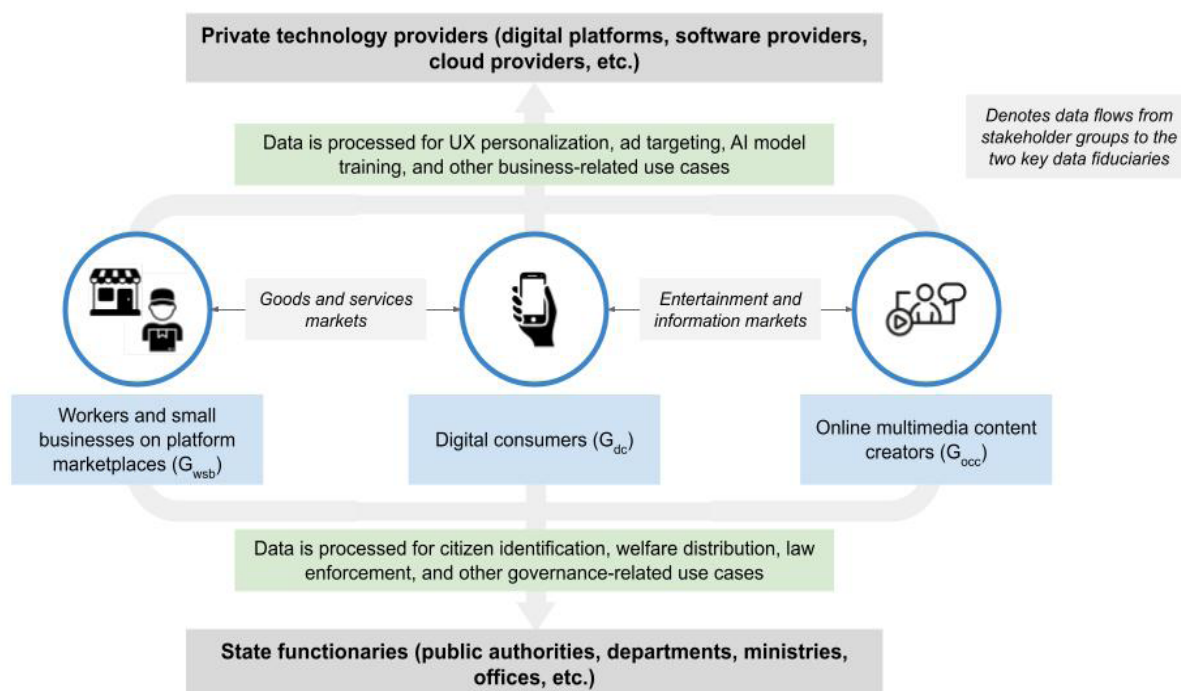 Private technology providers (digital platforms, software providers,
cloud providers, etc.)
Data is processed for UX personalization, ad targeting, AI model
training, and other business-related use cases
Denotes data flows from
stakeholder groups to the
two key data fiduciaries
Goods and services
markets
Entertainment and
information markets
Workers and small
businesses on platform
marketplaces (G_wsb)
Digital consumers (G_dc)
Online multimedia content
creators (G_occ)
Data is processed for citizen identification, welfare distribution, law
enforcement, and other governance-related use cases
State functionaries (public authorities, departments, ministries,
offices, etc.)